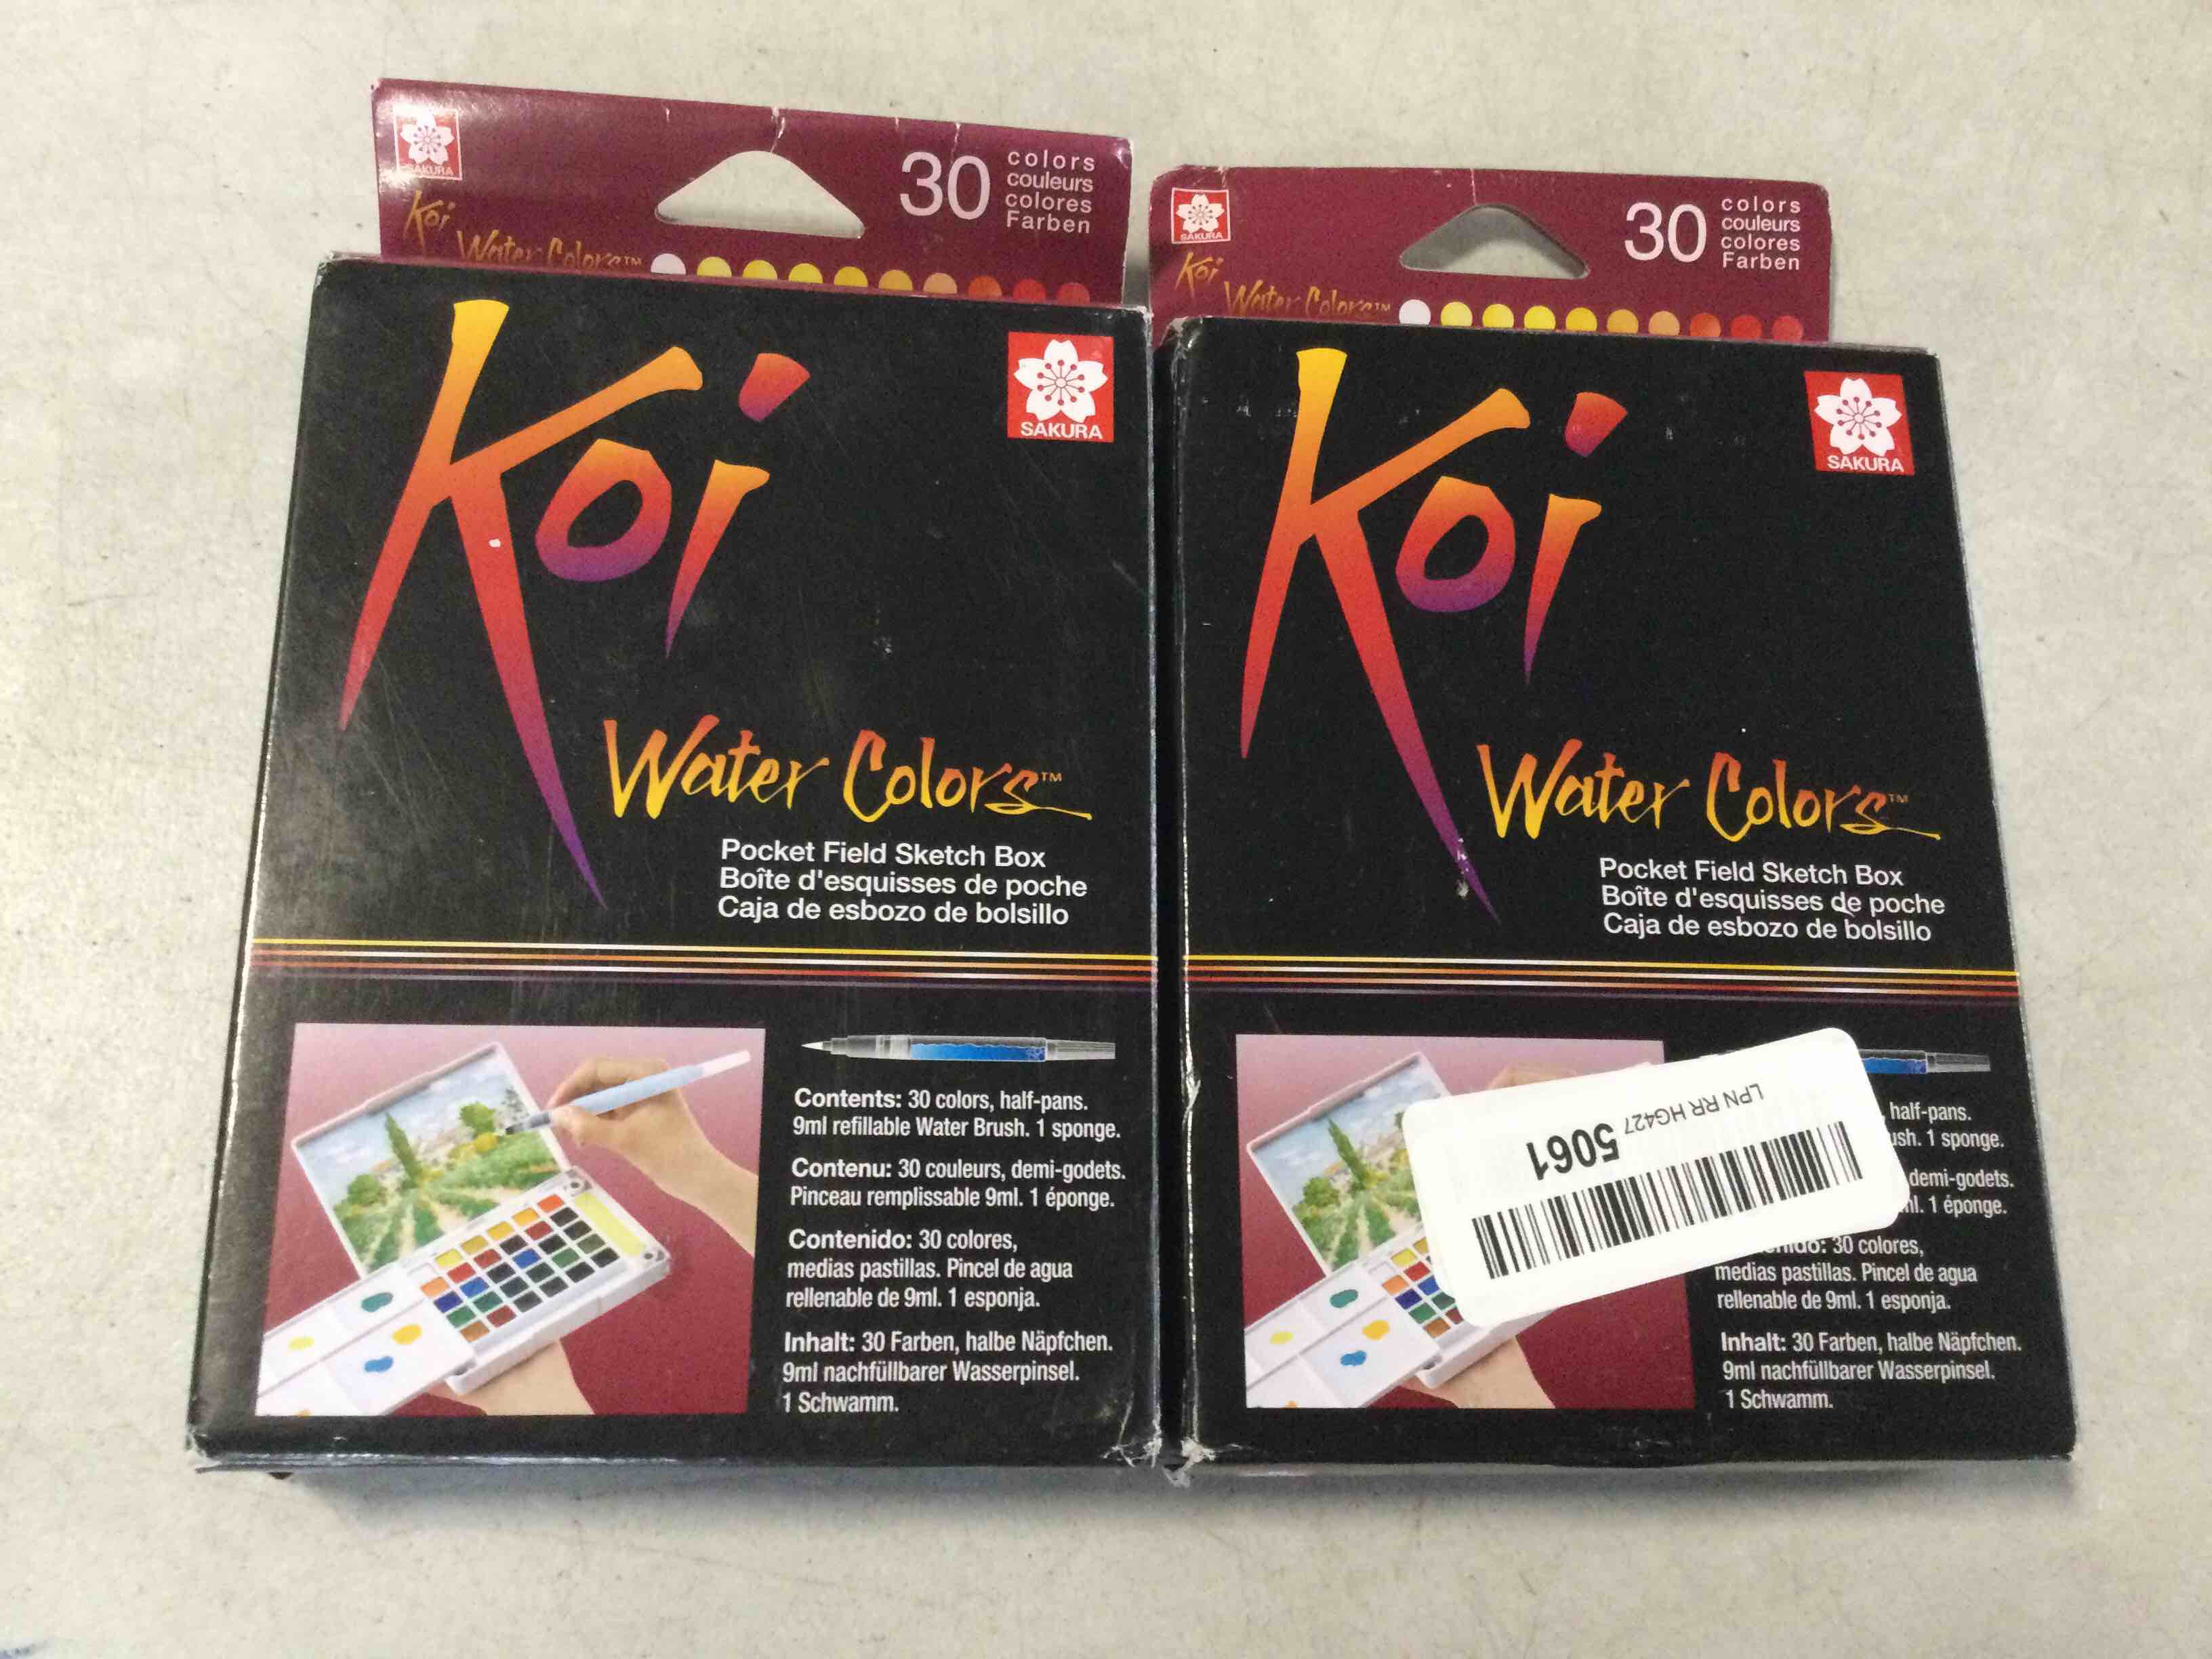 SAKURA
Koi
Water Colors™
30
colors
couleurs
colores
Farben
Koi
SAKURA
Water Colors™
Pocket Field Sketch Box
Boîte d'esquisses de poche
Caja de esbozo de bolsillo
Contents: 30 colors, half-pans.
9ml refillable Water Brush. 1 sponge.
Contenu: 30 couleurs, demi-godets.
Pinceau remplissable 9ml. 1 éponge.
Contenido: 30 colores,
medias pastillas. Pincel de agua
rellenable de 9ml. 1 esponja.
Inhalt: 30 Farben, halbe Näpfchen.
9ml nachfüllbarer Wasserpinsel.
1 Schwamm.
SAKURA
Koi
Water Colors™
30
colors
couleurs
colores
Farben
Koi
SAKURA
Water Colors™
Pocket Field Sketch Box
Boîte d'esquisses de poche
Caja de esbozo de bolsillo
LPN RR HG427 5061
half-pans.
1 sponge.
demi-godets.
1 éponge.
30 colores,
medias pastillas. Pincel de agua
rellenable de 9ml. 1 esponja.
Inhalt: 30 Farben, halbe Näpfchen.
9ml nachfüllbarer Wasserpinsel.
1 Schwamm.